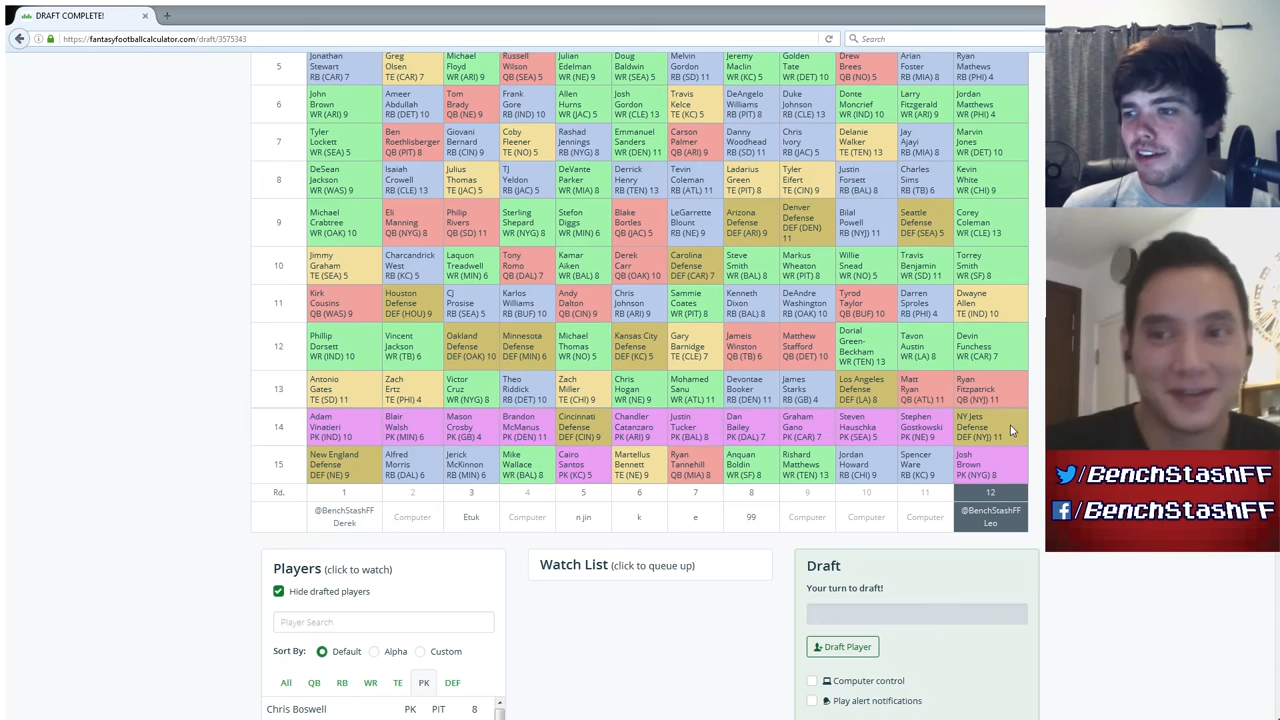 DRAFT COMPLETE!
https://fantasyfootballcalculator.com/draft/3575343
Search
5
Jonathan Stewart RB (CAR) 7
Greg Olsen TE (CAR) 7
Michael Floyd WR (ARI) 9
Russell Wilson QB (SEA) 5
Julian Edelman WR (NE) 9
Doug Baldwin WR (SEA) 5
Melvin Gordon RB (SD) 11
Jeremy Maclin WR (KC) 5
Golden Tate WR (DET) 10
Drew Brees QB (NO) 5
Arian Foster RB (MIA) 8
Ryan Mathews RB (PHI) 4
6
John Brown WR (ARI) 9
Ameer Abdullah RB (DET) 10
Tom Brady QB (NE) 9
Frank Gore RB (IND) 10
Allen Hurns WR (JAC) 5
Josh Gordon WR (CLE) 13
Travis Kelce TE (KC) 5
DeAngelo Williams RB (PIT) 8
Duke Johnson RB (CLE) 13
Donte Moncrief WR (IND) 10
Larry Fitzgerald WR (ARI) 9
Jordan Matthews WR (PHI) 4
7
Tyler Lockett WR (SEA) 5
Ben Roethlisberger QB (PIT) 8
Giovani Bernard RB (CIN) 9
Coby Fleener TE (NO) 5
Rashad Jennings RB (NYG) 8
Emmanuel Sanders WR (DEN) 11
Carson Palmer QB (ARI) 9
Danny Woodhead RB (SD) 11
Chris Ivory RB (JAC) 5
Delanie Walker TE (TEN) 13
Jay Ajayi RB (MIA) 8
Marvin Jones WR (DET) 10
8
DeSean Jackson WR (WAS) 9
Isaiah Crowell RB (CLE) 13
Julius Thomas TE (JAC) 5
TJ Yeldon RB (JAC) 5
DeVante Parker WR (MIA) 8
Derrick Henry RB (TEN) 13
Tevin Coleman RB (ATL) 11
Ladarius Green TE (PIT) 8
Tyler Eifert TE (CIN) 9
Justin Forsett RB (BAL) 8
Charles Sims RB (TB) 6
Kevin White WR (CHI) 9
9
Michael Crabtree WR (OAK) 10
Eli Manning QB (NYG) 8
Philip Rivers QB (SD) 11
Sterling Shepard WR (NYG) 8
Stefon Diggs WR (MIN) 6
Blake Bortles QB (JAC) 5
LeGarrette Blount RB (NE) 9
Arizona Defense DEF (ARI) 9
Denver Defense DEF (DEN) 11
Bilal Powell RB (NYJ) 11
Seattle Defense DEF (SEA) 5
Corey Coleman WR (CLE) 13
10
Jimmy Graham TE (SEA) 5
Charcandrick West RB (KC) 5
Laquon Treadwell WR (MIN) 6
Tony Romo QB (DAL) 7
Kamar Aiken WR (BAL) 8
Derek Carr QB (OAK) 10
Carolina Defense DEF (CAR) 7
Steve Smith WR (BAL) 8
Markus Wheaton WR (PIT) 8
Willie Snead WR (NO) 5
Travis Benjamin WR (SD) 11
Torrey Smith WR (SF) 8
11
Kirk Cousins QB (WAS) 9
Houston Defense DEF (HOU) 9
CJ Prosise RB (SEA) 5
Karlos Williams RB (BUF) 10
Andy Dalton QB (CIN) 9
Chris Johnson RB (ARI) 9
Sammie Coates WR (PIT) 8
Kenneth Dixon RB (BAL) 8
DeAndre Washington RB (OAK) 10
Tyrod Taylor QB (BUF) 10
Darren Sproles RB (PHI) 4
Dwayne Allen TE (IND) 10
12
Phillip Dorsett WR (IND) 10
Vincent Jackson WR (TB) 6
Oakland Defense DEF (OAK) 10
Minnesota Defense DEF (MIN) 6
Michael Thomas WR (NO) 5
Kansas City Defense DEF (KC) 5
Gary Barnidge TE (CLE) 7
Jameis Winston QB (TB) 6
Matthew Stafford QB (DET) 10
Dorial Green-Beckham WR (TEN) 13
Tavon Austin WR (LA) 8
Devin Funchess WR (CAR) 7
13
Antonio Gates TE (SD) 11
Zach Ertz TE (PHI) 4
Victor Cruz WR (NYG) 8
Theo Riddick RB (DET) 10
Zach Miller TE (CHI) 9
Chris Hogan WR (NE) 9
Mohamed Sanu WR (ATL) 11
Devontae Booker RB (DEN) 11
James Starks RB (GB) 4
Los Angeles Defense DEF (LA) 8
Matt Ryan QB (ATL) 11
Ryan Fitzpatrick QB (NYJ) 11
14
Adam Vinatieri PK (IND) 10
Blair Walsh PK (MIN) 6
Mason Crosby PK (GB) 4
Brandon McManus PK (DEN) 11
Cincinnati Defense DEF (CIN) 9
Chandler Catanzaro PK (ARI) 9
Justin Tucker PK (BAL) 8
Dan Bailey PK (DAL) 7
Graham Gano PK (CAR) 7
Steven Hauschka PK (SEA) 5
Stephen Gostkowski PK (NE) 9
NY Jets Defense DEF (NYJ) 11
15
New England Defense DEF (NE) 9
Alfred Morris RB (DAL) 6
Jerick McKinnon RB (MIN) 6
Mike Wallace WR (BAL) 8
Cairo Santos PK (KC) 5
Martellus Bennett TE (NE) 9
Ryan Tannehill QB (MIA) 8
Anquan Boldin WR (SF) 8
Richard Matthews WR (TEN) 13
Jordan Howard RB (CHI) 9
Spencer Ware RB (KC) 9
Josh Brown PK (NYG) 8
Rd. 1 2 3 4 5 6 7 8 9 10 11 12
@BenchStashFF Derek
Computer
Etuk
Computer
n jin
k
e
99
Computer
Computer
Computer
@BenchStashFF Leo
Players (click to watch)
Hide drafted players
Player Search
Sort By: Default Alpha Custom
All QB RB WR TE PK DEF
Chris Boswell PK PIT 8
Watch List (click to queue up)
Draft
Your turn to draft!
Draft Player
Computer control
Play alert notifications
/BenchStashFF
f/BenchStashFF